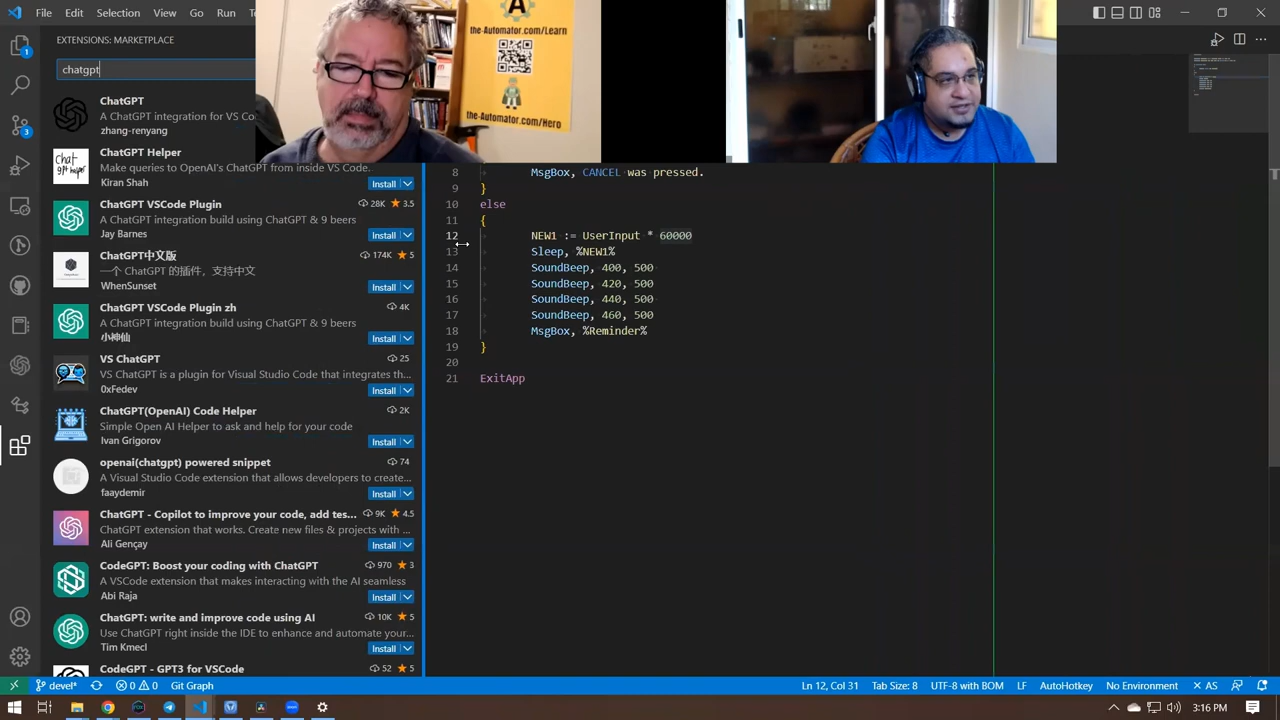 File Edit Selection View Go Run
EXTENSIONS: MARKETPLACE
chatgpt
ChatGPT
A ChatGPT integration for VS Co
zhang-renyang
ChatGPT Helper
Make queries to OpenAI's ChatGPT from inside VS Code.
Kiran Shah
Install
ChatGPT VSCode Plugin
28K ★ 3.5
A ChatGPT integration build using ChatGPT & 9 beers
Jay Barnes
Install
ChatGPT中文版
174K ★ 5
一个 ChatGPT 的插件，支持中文
WhenSunset
Install
ChatGPT VSCode Plugin zh
4K
A ChatGPT integration build using ChatGPT & 9 beers
小神仙
Install
VS ChatGPT
25
VS ChatGPT is a plugin for Visual Studio Code that integrates th...
0xFedev
Install
ChatGPT(OpenAI) Code Helper
2K
Simple Open AI Helper to ask and help for your code
Ivan Grigorov
Install
openai(chatgpt) powered snippet
74
A Visual Studio Code extension that allows developers to create...
faaydemir
Install
ChatGPT - Copilot to improve your code, add tes...
9K ★ 4.5
ChatGPT extension that works. Create new files & projects with ...
Ali Gençay
Install
CodeGPT: Boost your coding with ChatGPT
970 ★ 3
A VSCode extension that makes interacting with the AI seamless
Abi Raja
Install
ChatGPT: write and improve code using AI
10K ★ 5
Use ChatGPT right inside the IDE to enhance and automate your...
Tim Kmecl
Install
CodeGPT - GPT3 for VSCode
52 ★ 5
1
3
A
the-Automator.com/Learn
the-Automator.com/Hero
8 MsgBox, CANCEL was pressed.
9 }
10 else
11 {
12 NEW1 := UserInput * 60000
13 Sleep, %NEW1%
14 SoundBeep, 400, 500
15 SoundBeep, 420, 500
16 SoundBeep, 440, 500
17 SoundBeep, 460, 500
18 MsgBox, %Reminder%
19 }
20
21 ExitApp
devel* 0 0 Git Graph
Ln 12, Col 31 Tab Size: 8 UTF-8 with BOM LF AutoHotkey No Environment AS
3:16 PM